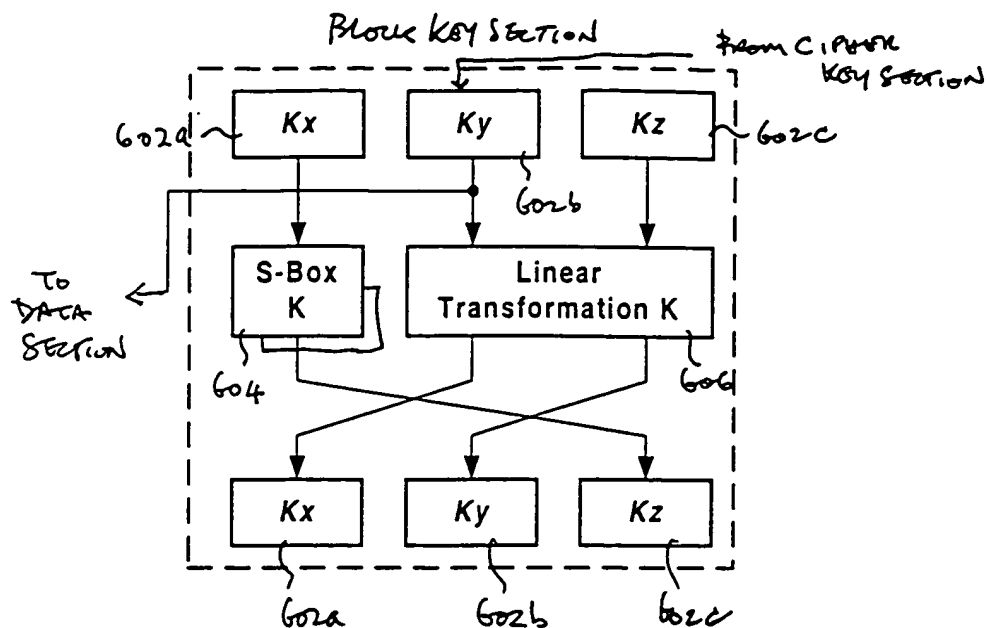 BLOCK KEY SECTION
FROM CIPHER
KEY SECTION
Kx
Ky
Kz
602a
602b
602c
TO
DATA
SECTION
S-Box
K
Linear
Transformation K
604
606
Kx
Ky
Kz
602a
602b
602c